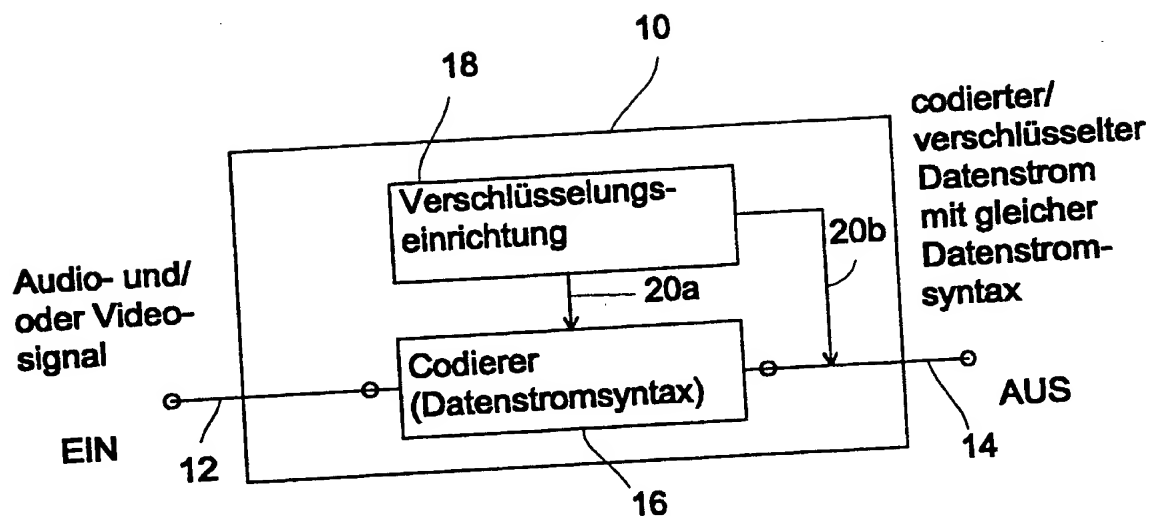 10
18
codierter/
verschlüsselter
Datenstrom
mit gleicher
Datenstrom-
syntax
Verschlüsselungs-
einrichtung
20b
20a
Audio- und/
oder Video-
signal
Codierer
(Datenstromsyntax)
EIN
12
AUS
14
16